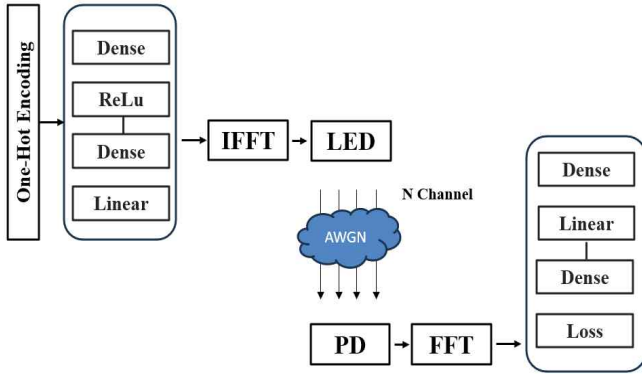 One-Hot Encoding
Dense
ReLu
Dense
Linear
IFFT
LED
N Channel
AWGN
PD
FFT
Dense
Linear
Dense
Loss